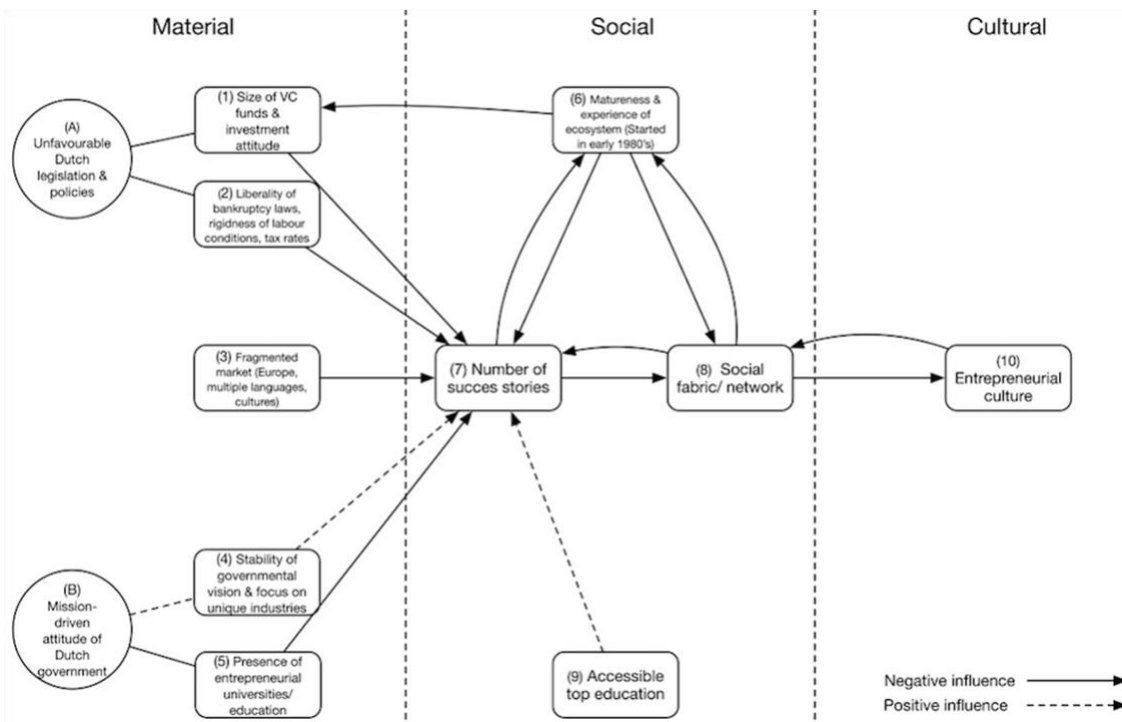 Material
Social
Cultural
(A)
Unfavourable
Dutch
legislation &
policies
(1) Size of VC
funds &
investment
attitude
(2) Liberality of
bankruptcy laws,
rigidness of labour
conditions, tax rates
(6) Matureness &
experience of
ecosystem (Started
in early 1980's)
(3) Fragmented
market (Europe,
multiple languages,
cultures)
(7) Number of
succes stories
(8) Social
fabric/ network
(10)
Entrepreneurial
culture
(B)
Mission-
driven
attitude of
Dutch
government
(4) Stability of
governmental
vision & focus on
unique industries
(5) Presence of
entrepreneurial
universities/
education
(9) Accessible
top education
Negative influence
Positive influence